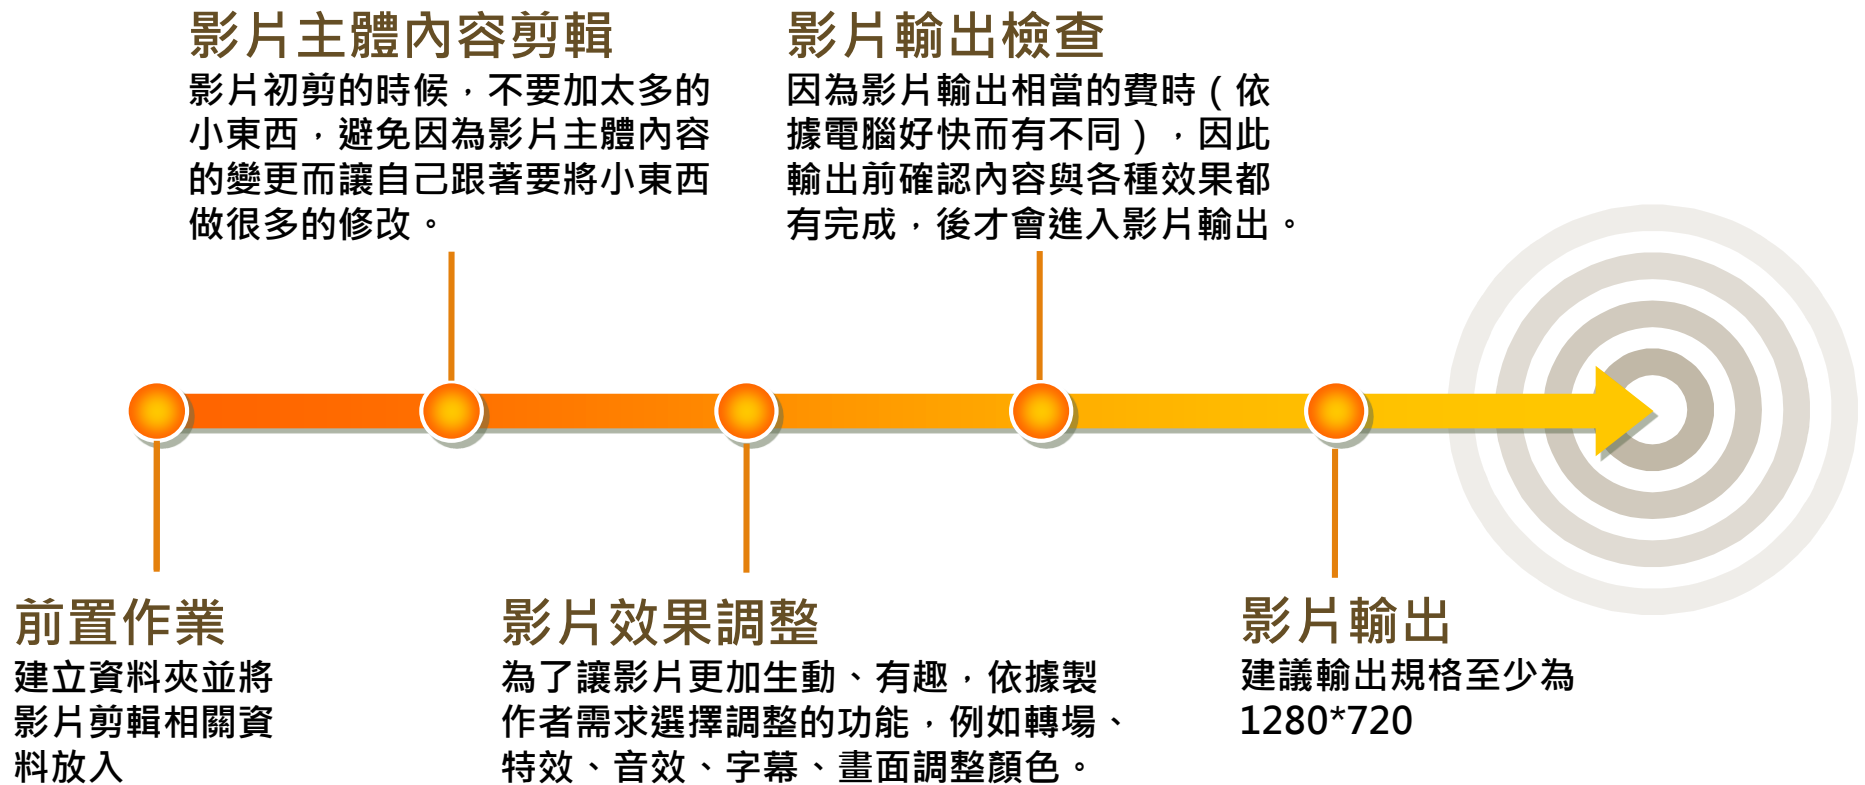 影片主體內容剪輯
影片初剪的時候，不要加太多的
小東西，避免因為影片主體內容
的變更而讓自己跟著要將小東西
做很多的修改。
影片輸出檢查
因為影片輸出相當的費時（依
據電腦好快而有不同），因此
輸出前確認內容與各種效果都
有完成，後才會進入影片輸出。
前置作業
建立資料夾並將
影片剪輯相關資
料放入
影片效果調整
為了讓影片更加生動、有趣，依據製
作者需求選擇調整的功能，例如轉場、
特效、音效、字幕、畫面調整顏色。
影片輸出
建議輸出規格至少為
1280*720